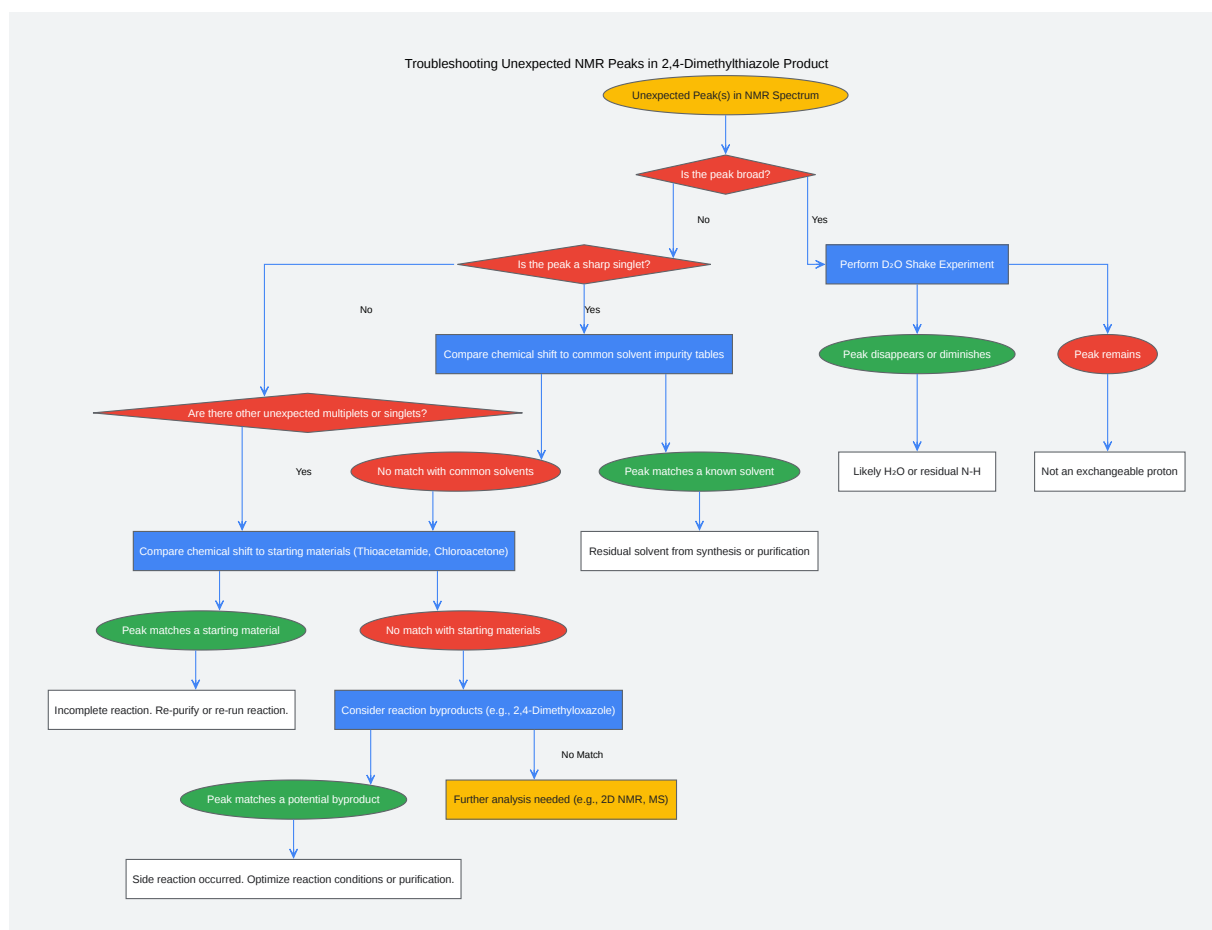 Troubleshooting Unexpected NMR Peaks in 2,4-Dimethylthiazole Product
Unexpected Peak(s) in NMR Spectrum
Is the peak broad?
No
Yes
Is the peak a sharp singlet?
Perform D₂O Shake Experiment
No
Yes
Compare chemical shift to common solvent impurity tables
Peak disappears or diminishes
Peak remains
Are there other unexpected multiplets or singlets?
Yes
No match with common solvents
Peak matches a known solvent
Likely H₂O or residual N-H
Not an exchangeable proton
Compare chemical shift to starting materials (Thioacetamide, Chloroacetone)
Residual solvent from synthesis or purification
Peak matches a starting material
No match with starting materials
Incomplete reaction. Re-purify or re-run reaction.
Consider reaction byproducts (e.g., 2,4-Dimethyloxazole)
No Match
Peak matches a potential byproduct
Further analysis needed (e.g., 2D NMR, MS)
Side reaction occurred. Optimize reaction conditions or purification.